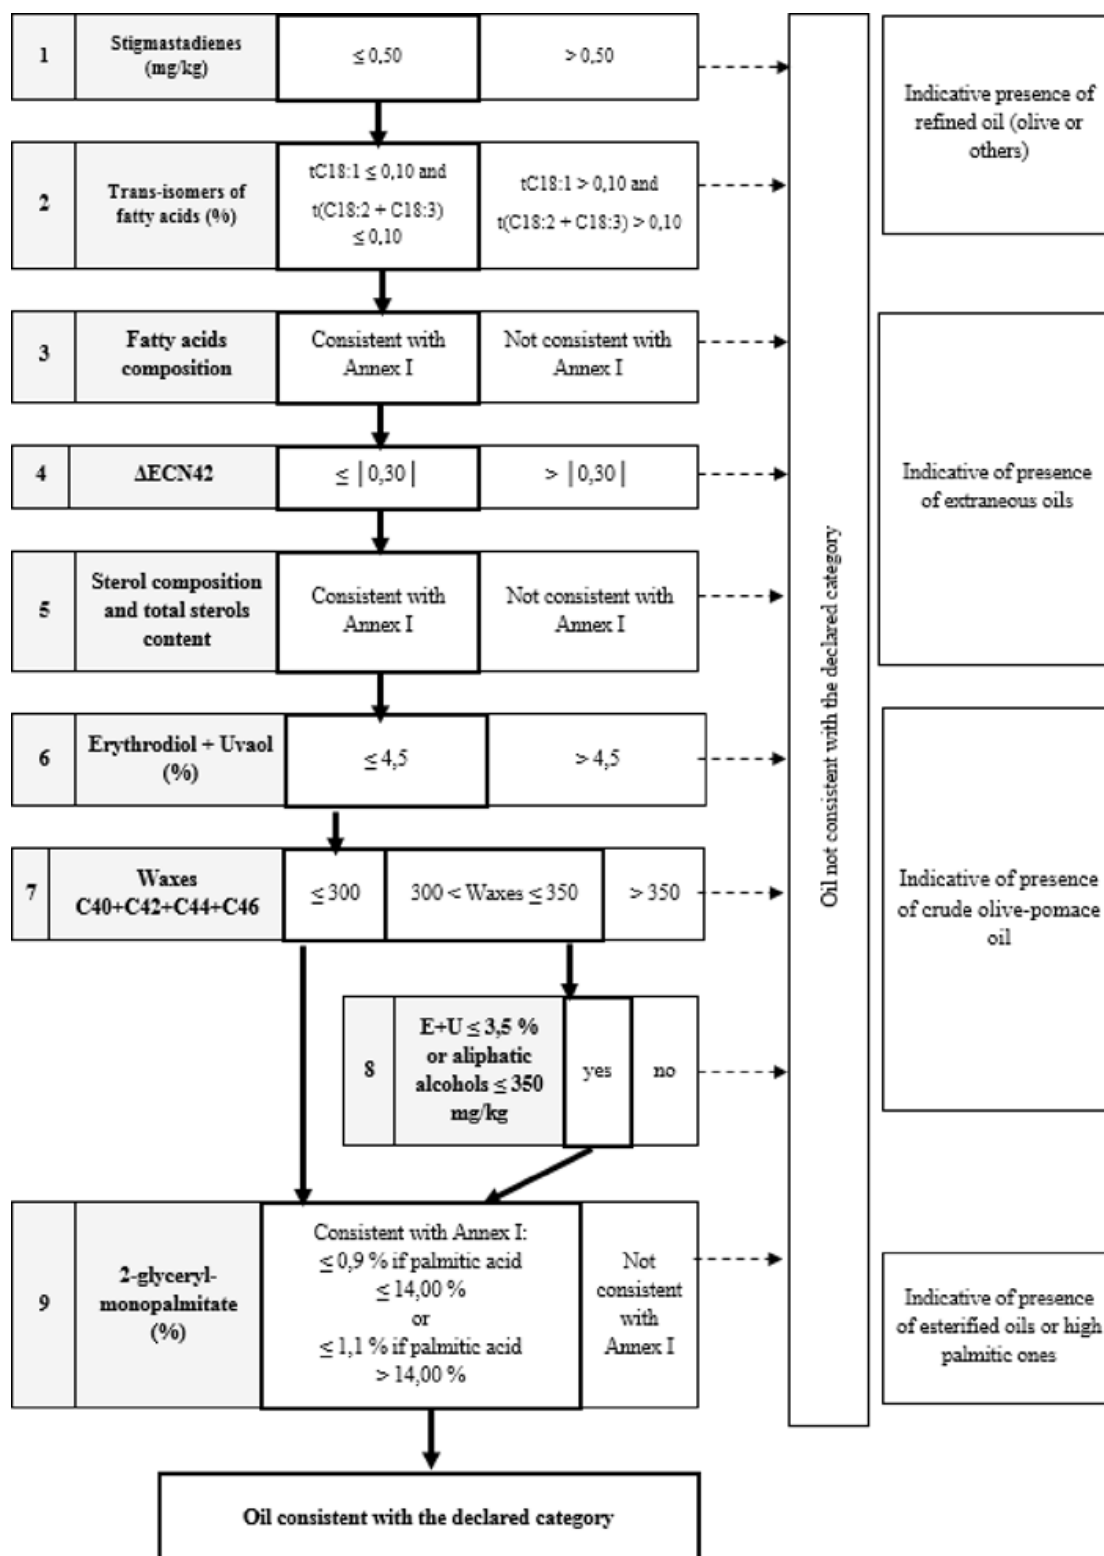 1
Stigmastadienes
(mg/kg)
≤ 0,50
> 0,50
2
Trans-isomers of
fatty acids (%)
tC18:1 ≤ 0,10 and
t(C18:2 + C18:3)
≤ 0,10
tC18:1 > 0,10 and
t(C18:2 + C18:3) > 0,10
3
Fatty acids
composition
Consistent with
Annex I
Not consistent with
Annex I
4
ΔECN42
≤ |0,30|
> |0,30|
5
Sterol composition
and total sterols
content
Consistent with
Annex I
Not consistent with
Annex I
6
Erythrodiol + Uvaol
(%)
≤ 4,5
> 4,5
7
Waxes
C40+C42+C44+C46
≤ 300
300 < Waxes ≤ 350
> 350
8
E+U ≤ 3,5 %
or aliphatic
alcohols ≤ 350
mg/kg
yes
no
9
2-glyceryl-
monopalmitate
(%)
Consistent with Annex I:
≤ 0,9 % if palmitic acid
≤ 14,00 %
or
≤ 1,1 % if palmitic acid
> 14,00 %
Not
consistent
with
Annex I
Oil consistent with the declared category
Oil not consistent with the declared category
Indicative presence of
refined oil (olive or
others)
Indicative of presence
of extraneous oils
Indicative of presence
of crude olive-pomace
oil
Indicative of presence
of esterified oils or high
palmitic ones